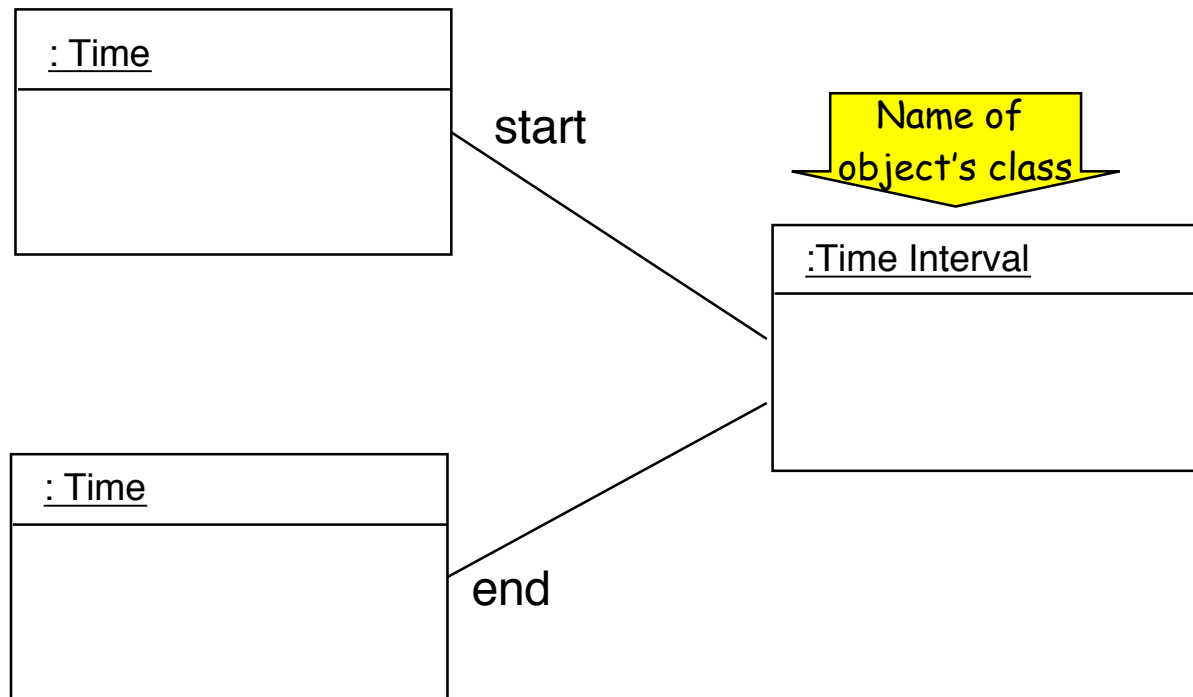 : Time
start
Name of
object's class
:Time Interval
: Time
end